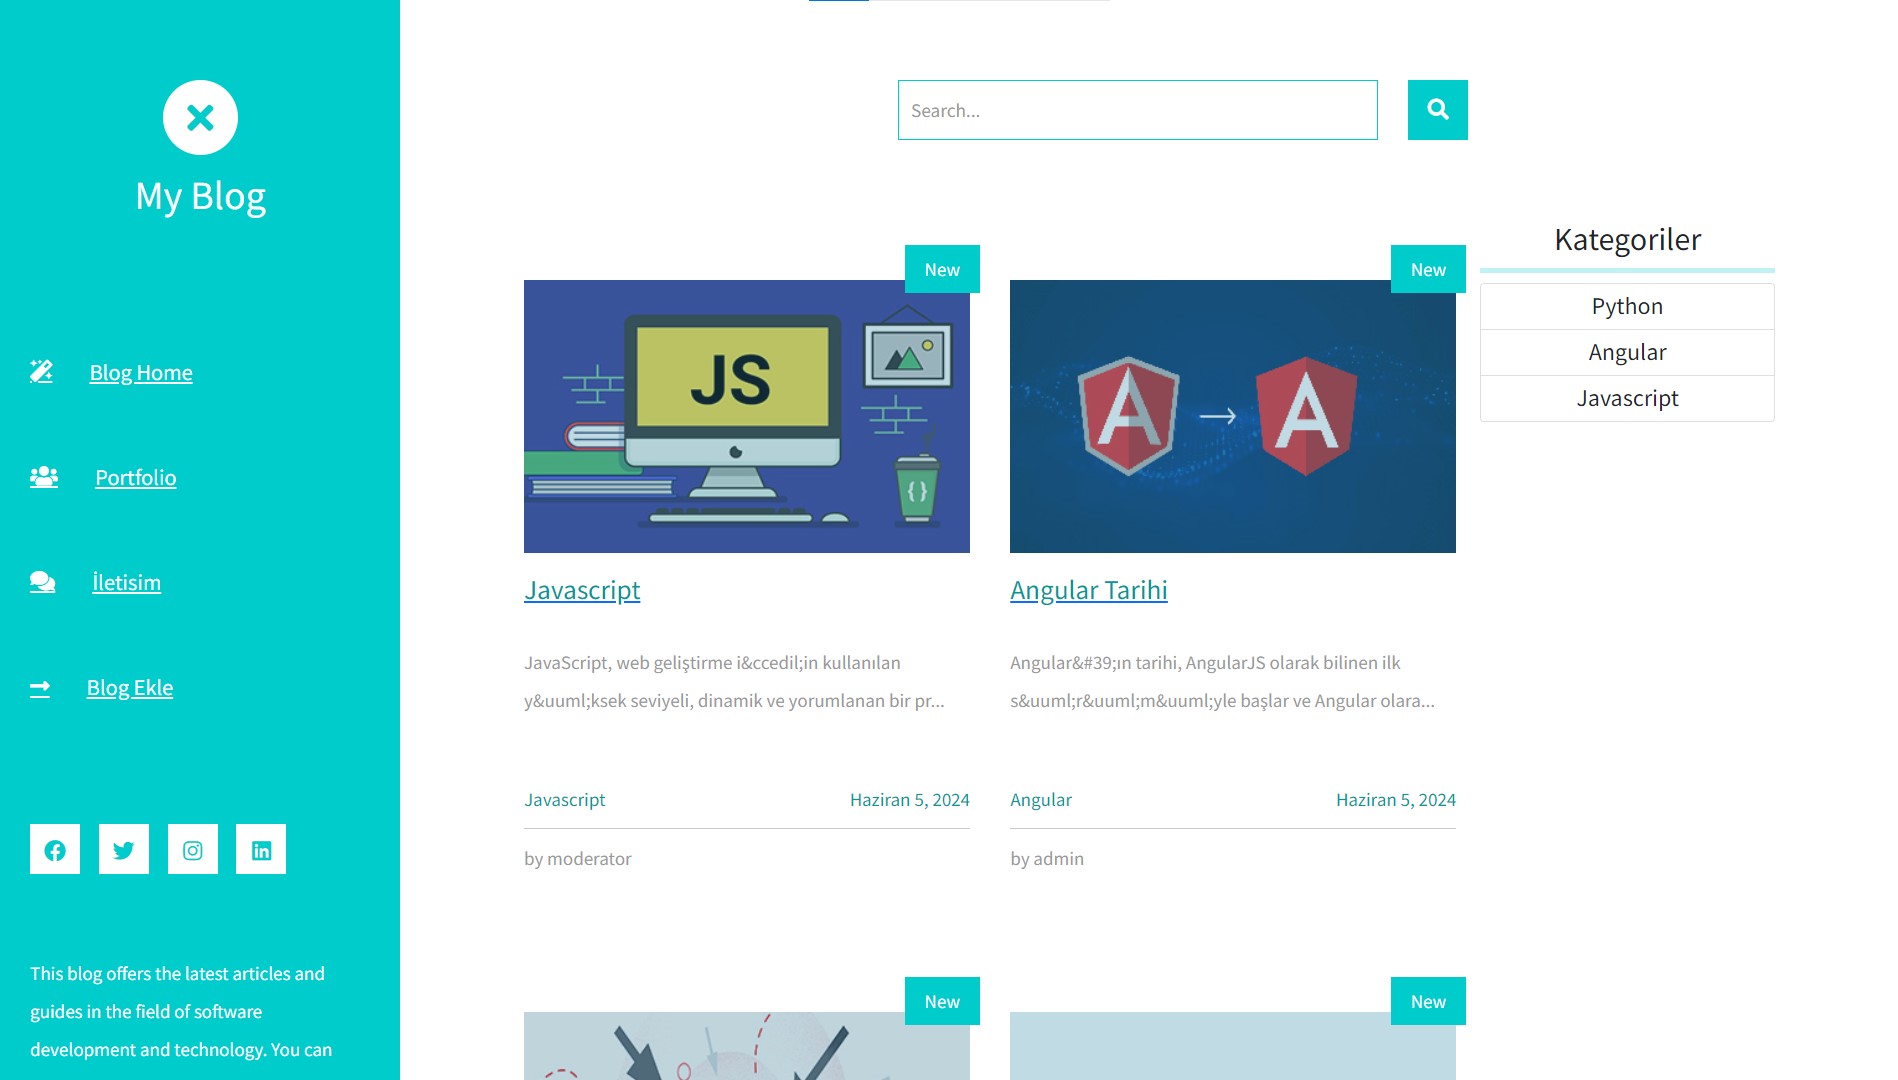 My Blog
Blog Home
Portfolio
İletisim
Blog Ekle
This blog offers the latest articles and
guides in the field of software
development and technology. You can
Search...
New
JS
{ }
Javascript
JavaScript, web geliştirme i&ccedil;in kullanılan
y&uuml;ksek seviyeli, dinamik ve yorumlanan bir pr...
Javascript Haziran 5, 2024
by moderator
New
A → A
Angular Tarihi
Angular&#39;ın tarihi, AngularJS olarak bilinen ilk
s&uuml;r&uuml;m&uuml;yle başlar ve Angular olara...
Angular Haziran 5, 2024
by admin
New
New
Kategoriler
Python
Angular
Javascript